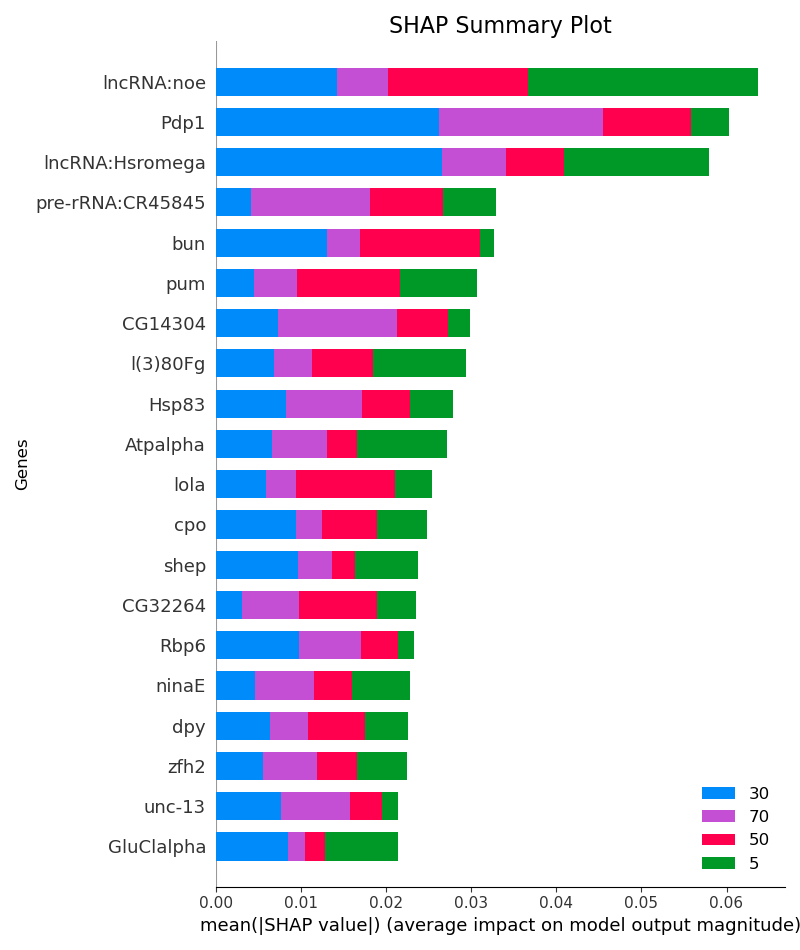 SHAP Summary Plot
Genes
lncRNA:noe
Pdp1
lncRNA:Hsromega
pre-rRNA:CR45845
bun
pum
CG14304
l(3)80Fg
Hsp83
Atpalpha
lola
cpo
shep
CG32264
Rbp6
ninaE
dpy
zfh2
unc-13
GluClalpha
30
70
50
5
0.00 0.01 0.02 0.03 0.04 0.05 0.06
mean(|SHAP value|) (average impact on model output magnitude)